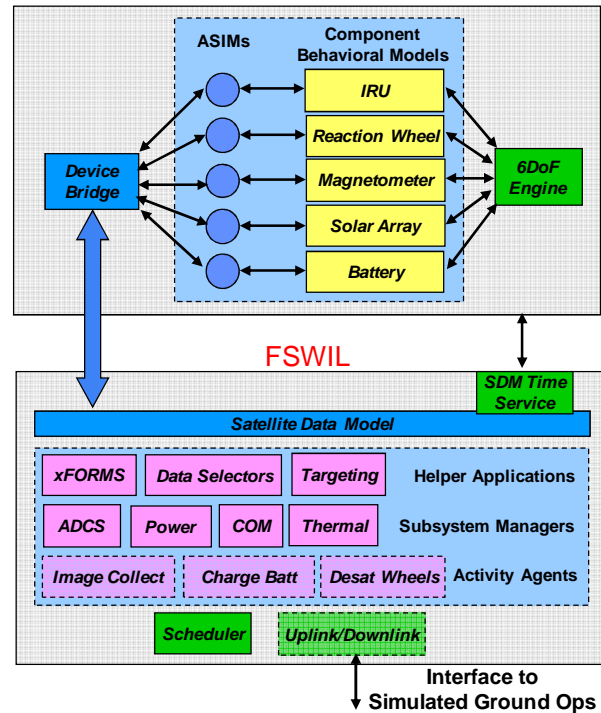 ASIMs
Component
Behavioral Models
IRU
Reaction Wheel
Device
Bridge
Magnetometer
6DoF
Engine
Solar Array
Battery
FSWIL
SDM Time
Service
Satellite Data Model
xFORMS Data Selectors Targeting Helper Applications
ADCS Power COM Thermal Subsystem Managers
Image Collect Charge Batt Desat Wheels Activity Agents
Scheduler Uplink/Downlink
Interface to
Simulated Ground Ops